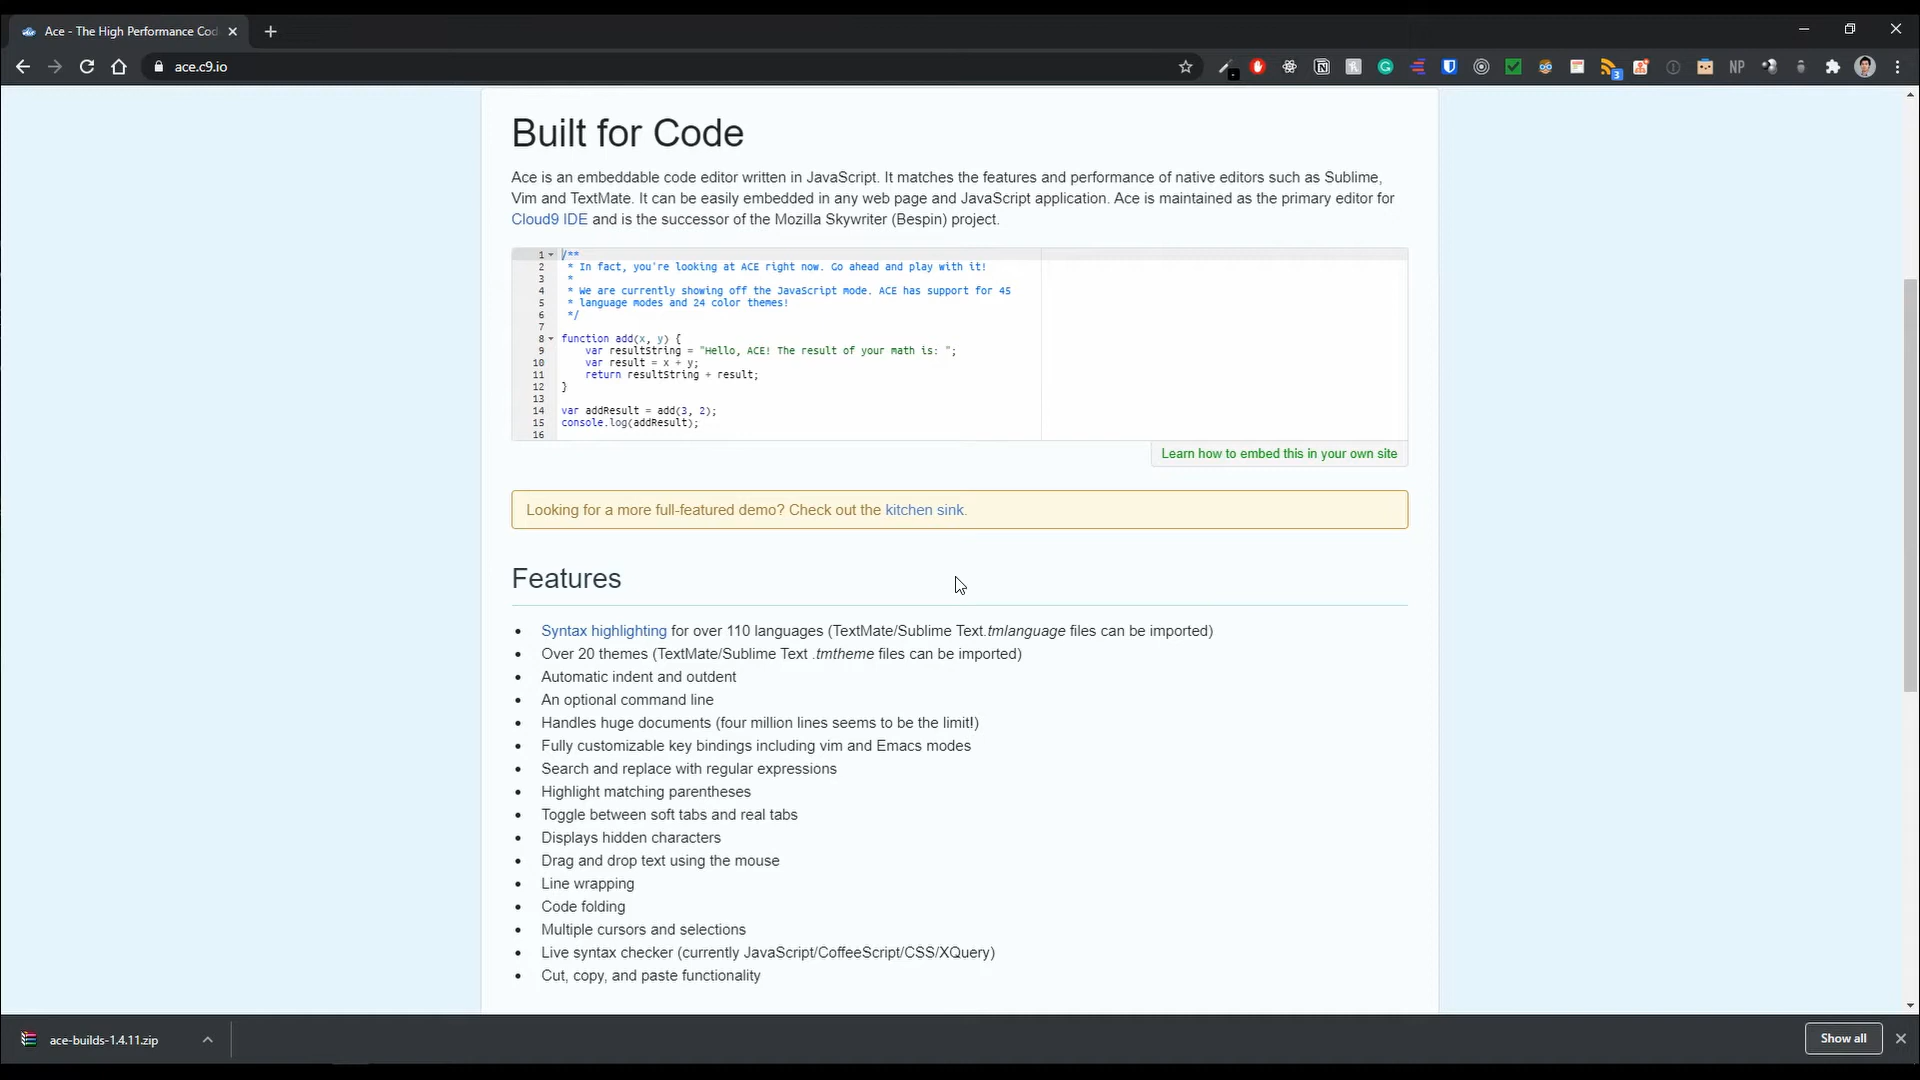 Ace - The High Performance Cod
ace.c9.io
3
NP
Built for Code
Ace is an embeddable code editor written in JavaScript. It matches the features and performance of native editors such as Sublime,
Vim and TextMate. It can be easily embedded in any web page and JavaScript application. Ace is maintained as the primary editor for
Cloud9 IDE and is the successor of the Mozilla Skywriter (Bespin) project.
1 /**
2 * In fact, you're looking at ACE right now. Go ahead and play with it!
3 *
4 * We are currently showing off the JavaScript mode. ACE has support for 45
5 * language modes and 24 color themes!
6 */
7
8 function add(x, y) {
9 var resultString = "Hello, ACE! The result of your math is: ";
10 var result = x + y;
11 return resultString + result;
12 }
13
14 var addResult = add(3, 2);
15 console.log(addResult);
16
Learn how to embed this in your own site
Looking for a more full-featured demo? Check out the kitchen sink.
Features
• Syntax highlighting for over 110 languages (TextMate/Sublime Text.tmlanguage files can be imported)
• Over 20 themes (TextMate/Sublime Text .tmtheme files can be imported)
• Automatic indent and outdent
• An optional command line
• Handles huge documents (four million lines seems to be the limit!)
• Fully customizable key bindings including vim and Emacs modes
• Search and replace with regular expressions
• Highlight matching parentheses
• Toggle between soft tabs and real tabs
• Displays hidden characters
• Drag and drop text using the mouse
• Line wrapping
• Code folding
• Multiple cursors and selections
• Live syntax checker (currently JavaScript/CoffeeScript/CSS/XQuery)
• Cut, copy, and paste functionality
ace-builds-1.4.11.zip
Show all